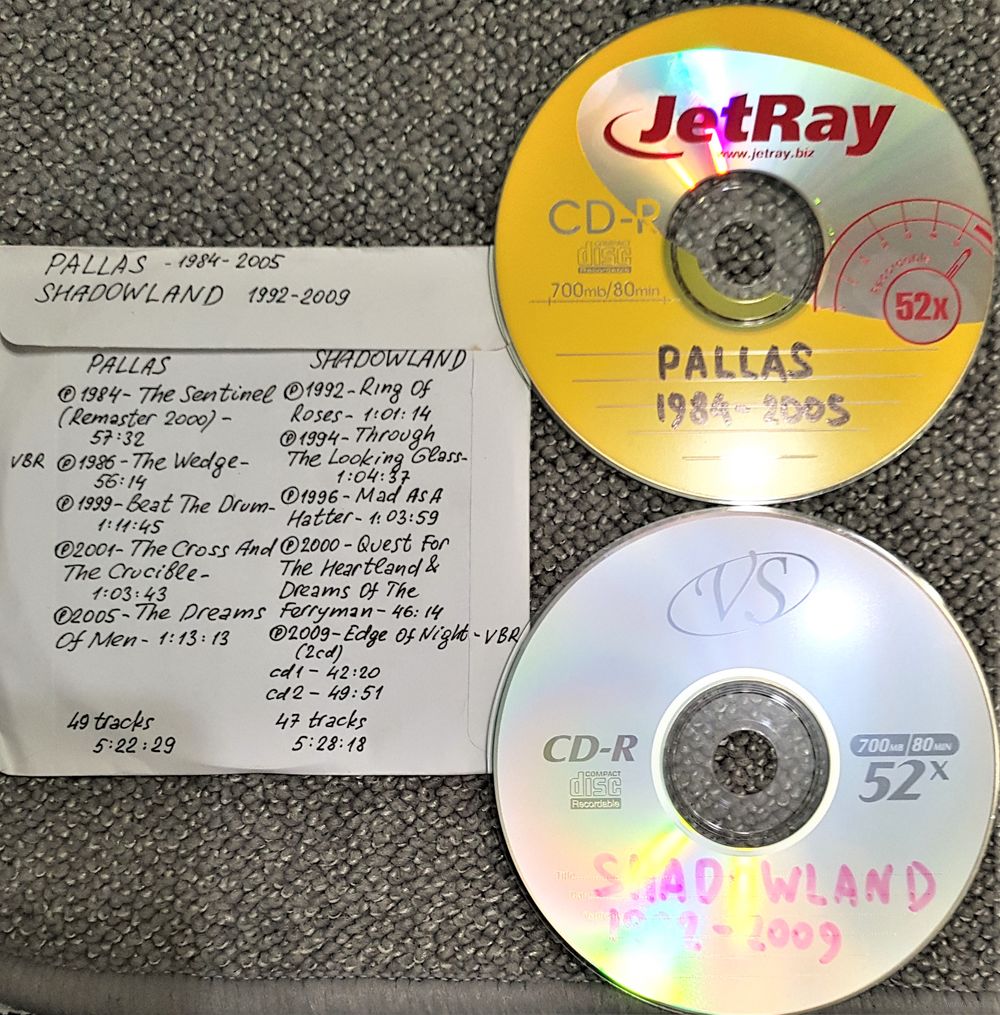 PALLAS - 1984-2005
SHADOWLAND 1992-2009
PALLAS
℗1984-The Sentinel
(Remaster 2000)-
57:32
VBR ℗1986-The Wedge-
56:14
℗1999-Beat The Drum-
1:11:45
℗2001-The Cross And
The Crucible-
1:03:43
℗2005-The Dreams
Of Men-1:13:13
49 tracks
5:22:29
SHADOWLAND
℗1992-Ring Of
Roses-1:01:14
℗1994-Through
The Looking Glass-
1:04:37
℗1996-Mad As A
Hatter-1:03:59
℗2000-Quest For
The Heartland &
Dreams Of The
Ferryman-46:14
℗2009-Edge Of Night-VBR
(2cd)
cd1-42:20
cd2-49:51
47 tracks
5:28:18
JetRay
www.jetray.biz
CD-R
COMPACT
disc
Recordable
700mb/80min
Recordable
52x
PALLAS
1984-2005
VS
CD-R
COMPACT
disc
Recordable
700MB/80MIN
52x
Title
SHADOWLAND
1992-2009